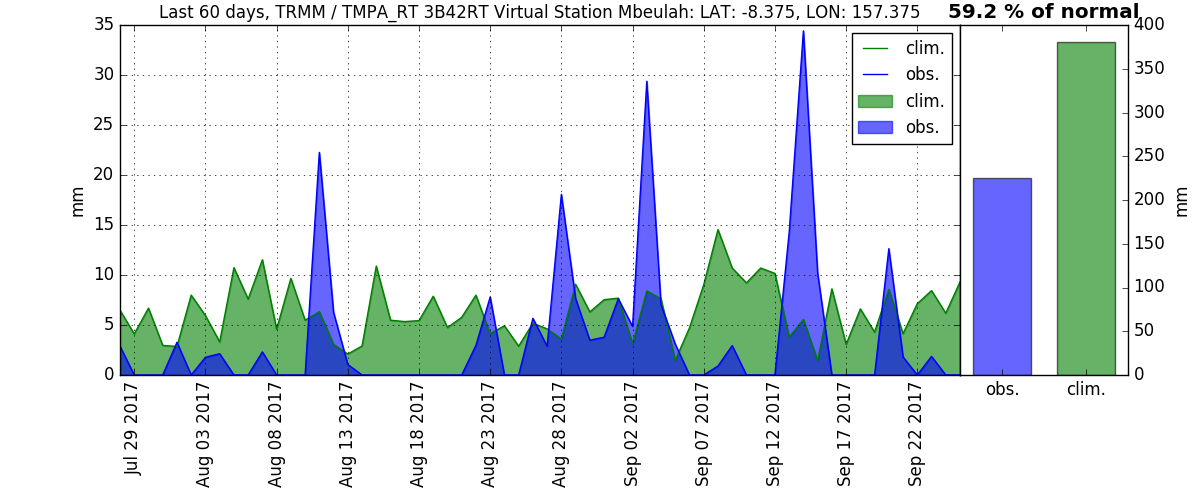 Last 60 days, TRMM / TMPA_RT 3B42RT Virtual Station Mbeulah: LAT: -8.375, LON: 157.375
59.2 % of normal
35
30
25
20
15
10
5
0
mm
clim.
obs.
clim.
obs.
Jul 29 2017
Aug 03 2017
Aug 08 2017
Aug 13 2017
Aug 18 2017
Aug 23 2017
Aug 28 2017
Sep 02 2017
Sep 07 2017
Sep 12 2017
Sep 17 2017
Sep 22 2017
400
350
300
250
200
150
100
50
0
mm
obs.
clim.